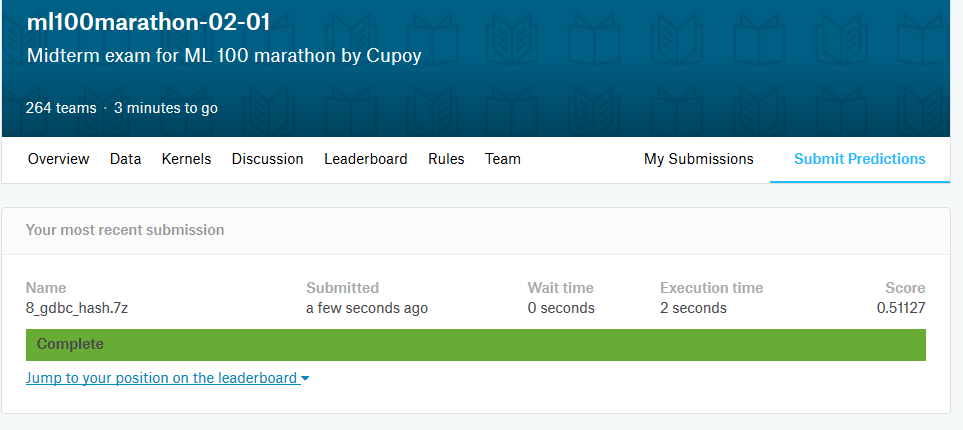 ml100marathon-02-01
Midterm exam for ML 100 marathon by Cupoy
264 teams · 3 minutes to go
Overview Data Kernels Discussion Leaderboard Rules Team My Submissions Submit Predictions
Your most recent submission
Name Submitted Wait time Execution time Score
8_gdbc_hash.7z a few seconds ago 0 seconds 2 seconds 0.51127
Complete
Jump to your position on the leaderboard